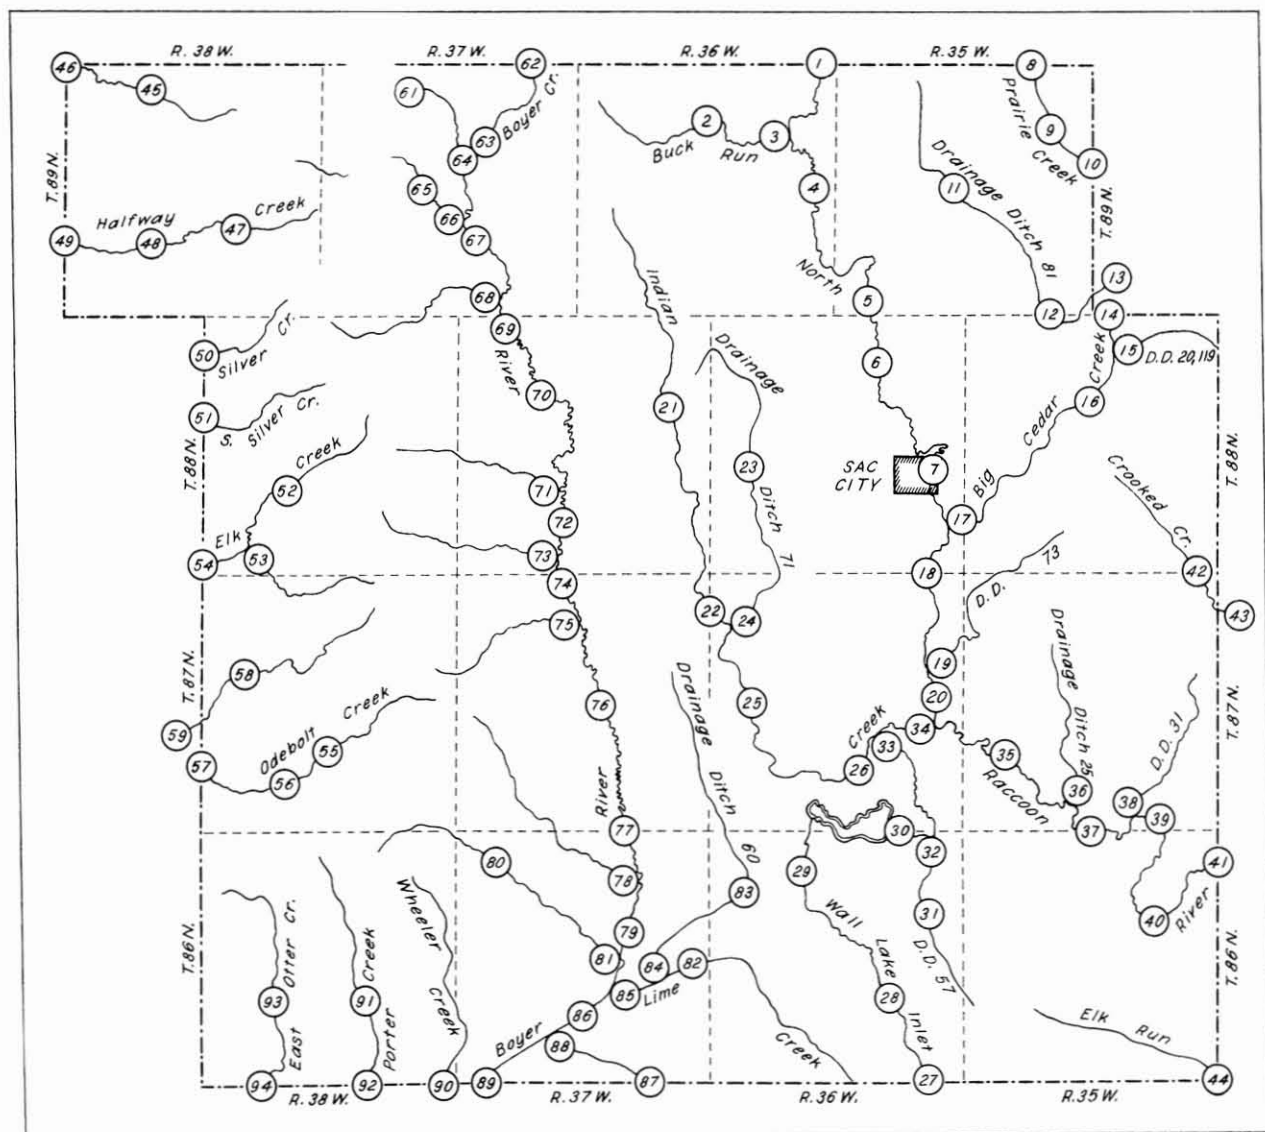 R. 38 W.
R. 37 W.
R. 36 W.
R. 35 W.
46
45
61
62
1
8
Boyer Cr.
63
64
2
3
Buck Run
Prairie Creek
9
10
T. 89 N.
65
66
67
4
11
Drainage Ditch 81
T. 89 N.
49
Halfway Creek
48
47
North
5
12
13
14
68
69
Indian
50
Silver Cr.
River
6
15
D.D. 20,119
Drainage
51
S. Silver Cr.
70
21
16
Big Cedar Creek
T. 88 N.
52
Elk Creek
71
23
Ditch 71
SAC
CITY
7
T. 88 N.
Crooked Cr.
72
17
54
53
73
74
18
D.D. 73
42
43
75
22
24
19
58
T. 87 N.
76
Drainage Ditch 60
25
20
Drainage Ditch 25
T. 87 N.
59
57
Odebolt Creek
55
56
Creek
26
33
34
35
Raccoon
36
D.D. 31
38
39
37
River
77
30
32
80
78
83
29
41
79
31
40
River
Wheeler Creek
Wall Lake Inlet
D.D. 57
T. 86 N.
81
84
82
T. 86 N.
93
East Otter Cr.
91
Porter Creek
85
Lime Creek
28
86
Boyer
88
Elk Run
94
92
90
89
87
27
44
R. 38 W.
R. 37 W.
R. 36 W.
R. 35 W.